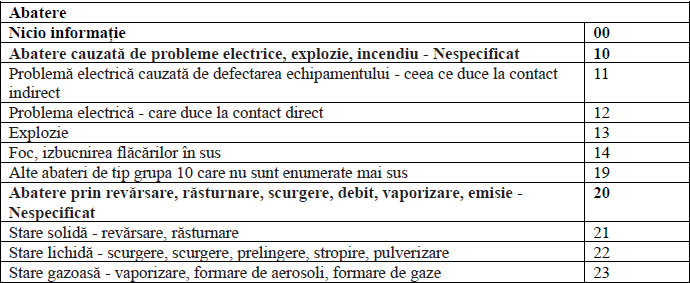 Abatere
Nicio informație 00
Abatere cauzată de probleme electrice, explozie, incendiu - Nespecificat 10
Problemă electrică cauzată de defectarea echipamentului - ceea ce duce la contact 11
indirect
Problema electrică - care duce la contact direct 12
Explozie 13
Foc, izbucnirea flăcărilor în sus 14
Alte abateri de tip grupa 10 care nu sunt enumerate mai sus 19
Abatere prin revărsare, răsturnare, scurgere, debit, vaporizare, emisie - 20
Nespecificat
Stare solidă - revărsare, răsturnare 21
Stare lichidă - scurgere, scurgere, prelingere, stropire, pulverizare 22
Stare gazoasă - vaporizare, formare de aerosoli, formare de gaze 23